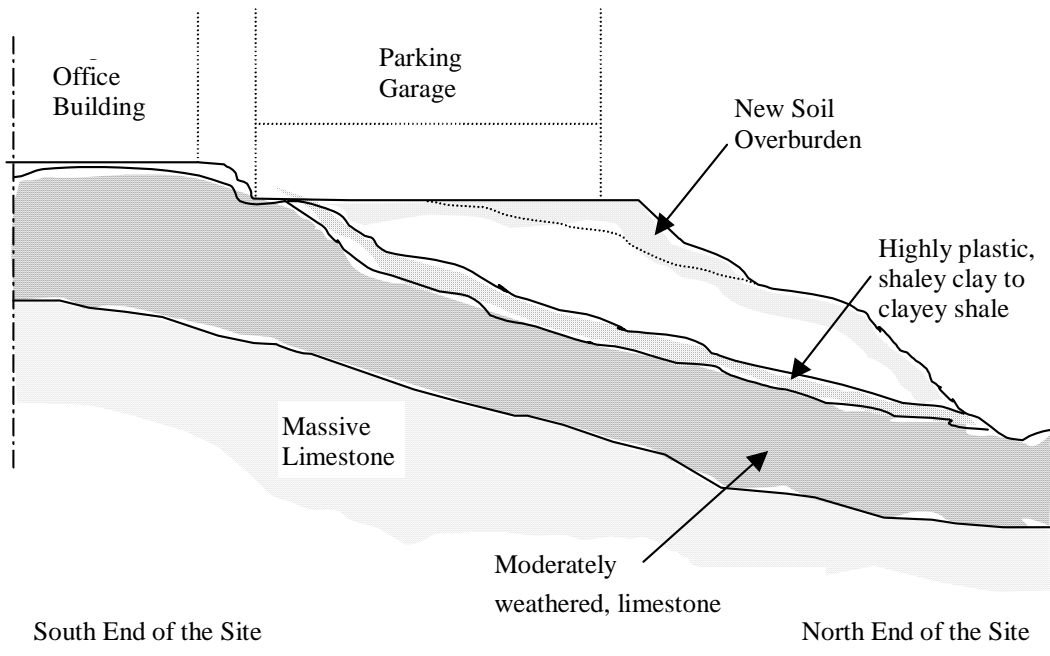 Office
Building
Parking
Garage
New Soil
Overburden
Highly plastic,
shaley clay to
clayey shale
Massive
Limestone
Moderately
weathered, limestone
South End of the Site
North End of the Site